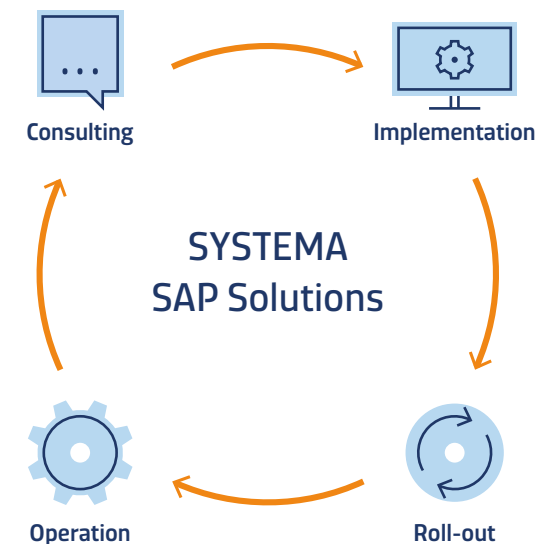 Consulting
Implementation
SYSTEMA
SAP Solutions
Operation
Roll-out